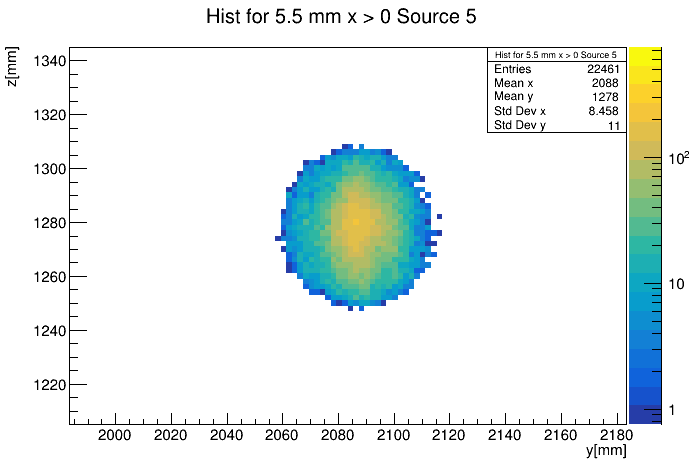 Hist for 5.5 mm x > 0 Source 5
z[mm]
1340
1320
1300
1280
1260
1240
1220
Hist for 5.5 mm x > 0 Source 5
Entries 22461
Mean x 2088
Mean y 1278
Std Dev x 8.458
Std Dev y 11
10²
10
1
2000 2020 2040 2060 2080 2100 2120 2140 2160 2180
y[mm]